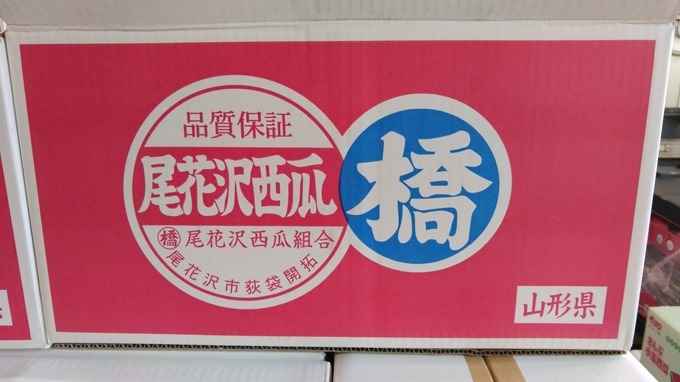 品質保証
尾花沢西瓜
橋
㊞橋 尾花沢西瓜組合
尾花沢市荻袋開拓
山形県